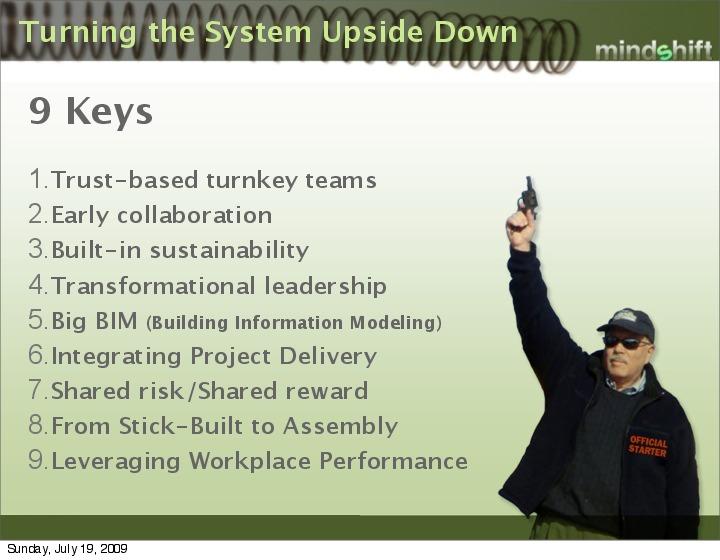 Turning the System Upside Down
mindshift
9 Keys
1.Trust-based turnkey teams
2.Early collaboration
3.Built-in sustainability
4.Transformational leadership
5.Big BIM (Building Information Modeling)
6.Integrating Project Delivery
7.Shared risk/Shared reward
8.From Stick-Built to Assembly
9.Leveraging Workplace Performance
OFFICIAL
STARTER
Sunday, July 19, 2009